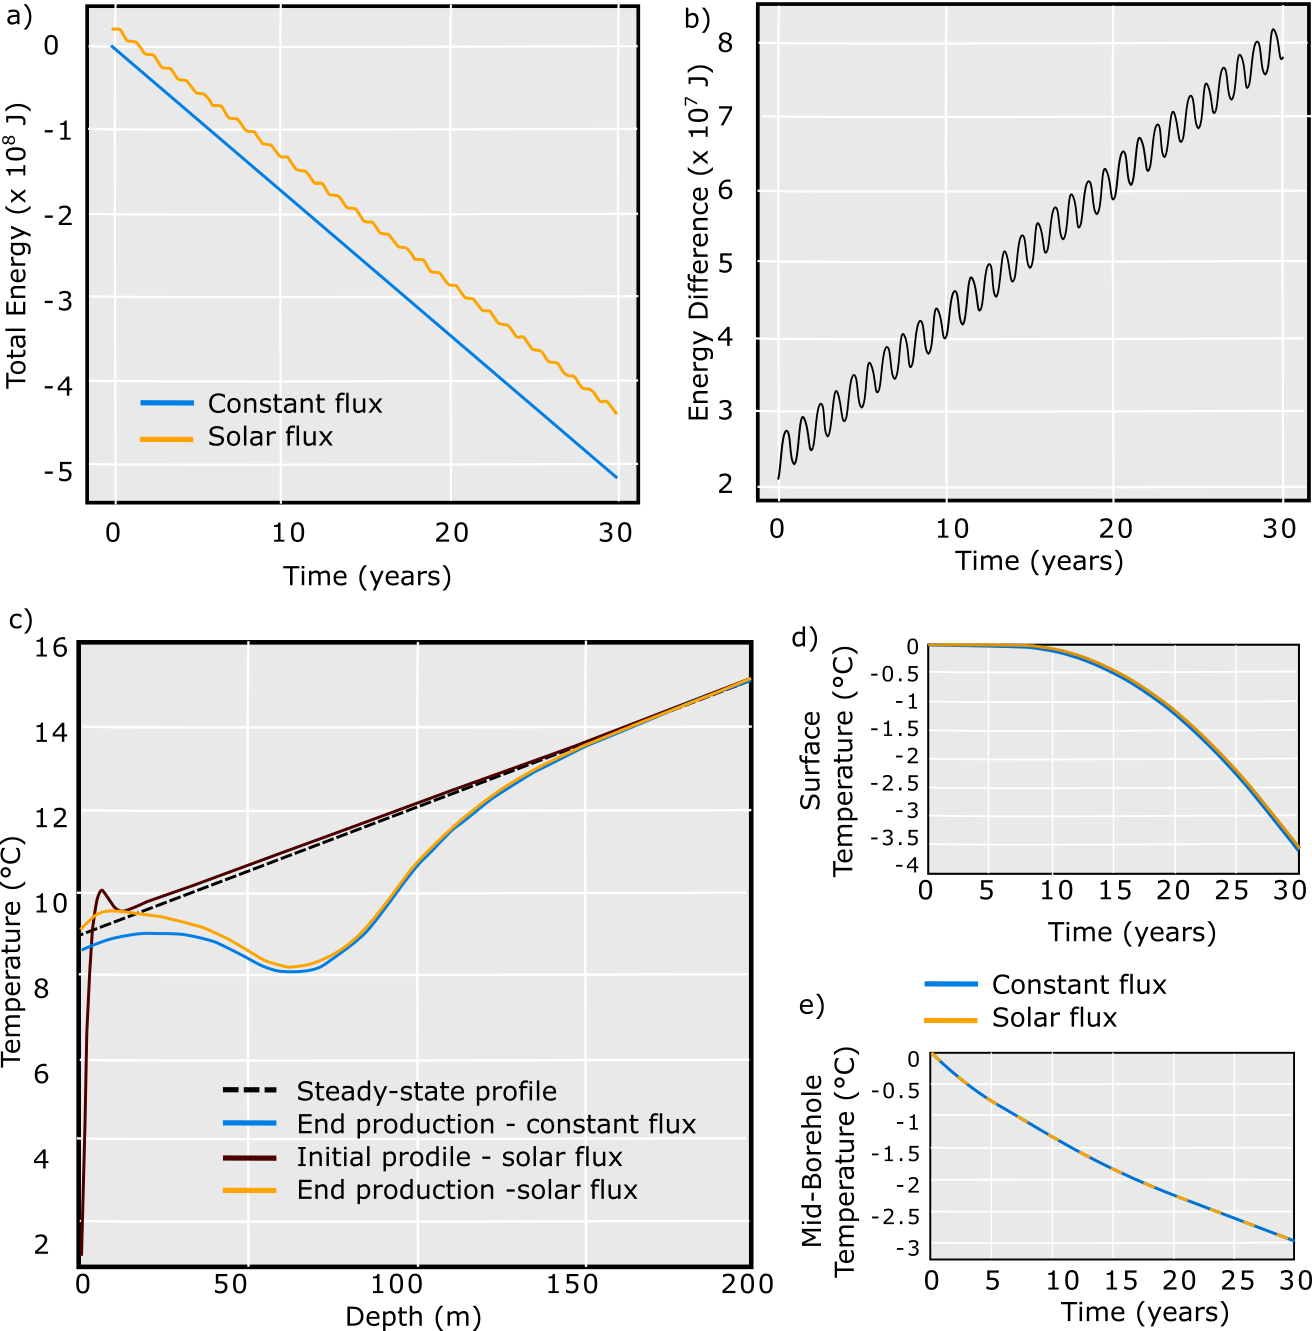 a)
Total Energy (x 10⁸ J)
0
-1
-2
-3
-4
-5
Constant flux
Solar flux
0 10 20 30
Time (years)
b)
Energy Difference (x 10⁷ J)
8
7
6
5
4
3
2
0 10 20 30
Time (years)
c)
Temperature (°C)
16
14
12
10
8
6
4
2
Steady-state profile
End production - constant flux
Initial prodile - solar flux
End production -solar flux
0 50 100 150 200
Depth (m)
d)
Surface
Temperature (°C)
0
-0.5
-1
-1.5
-2
-2.5
-3
-3.5
-4
0 5 10 15 20 25 30
Time (years)
Constant flux
Solar flux
e)
Mid-Borehole
Temperature (°C)
0
-0.5
-1
-1.5
-2
-2.5
-3
0 5 10 15 20 25 30
Time (years)